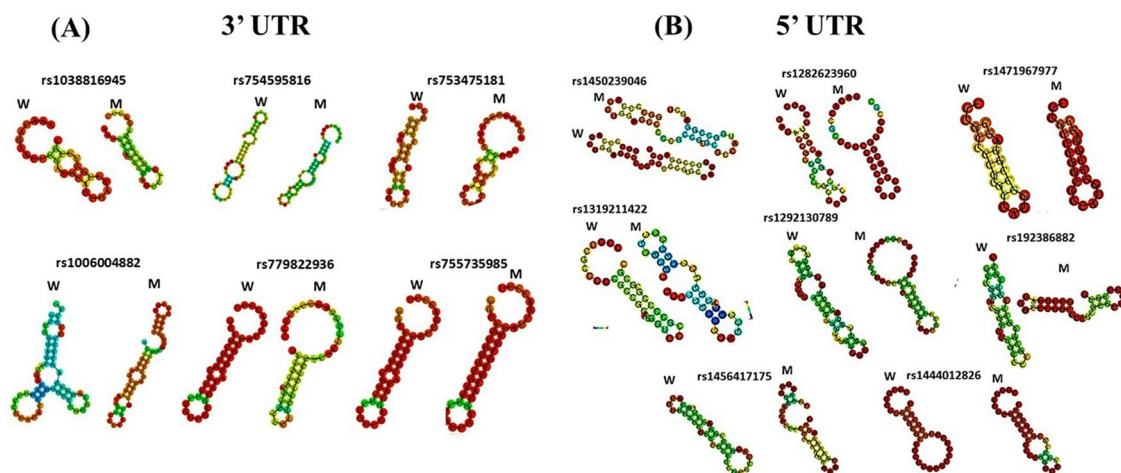 (A) 3’ UTR
rs1038816945 rs754595816 rs753475181
W M W M W M
rs1006004882 rs779822936 rs755735985
W M W M W M
(B) 5’ UTR
rs1450239046 rs1282623960 rs1471967977
M W W M W M
rs1319211422 rs1292130789 rs192386882
W M W M W M
rs1456417175 rs1444012826
W M W M